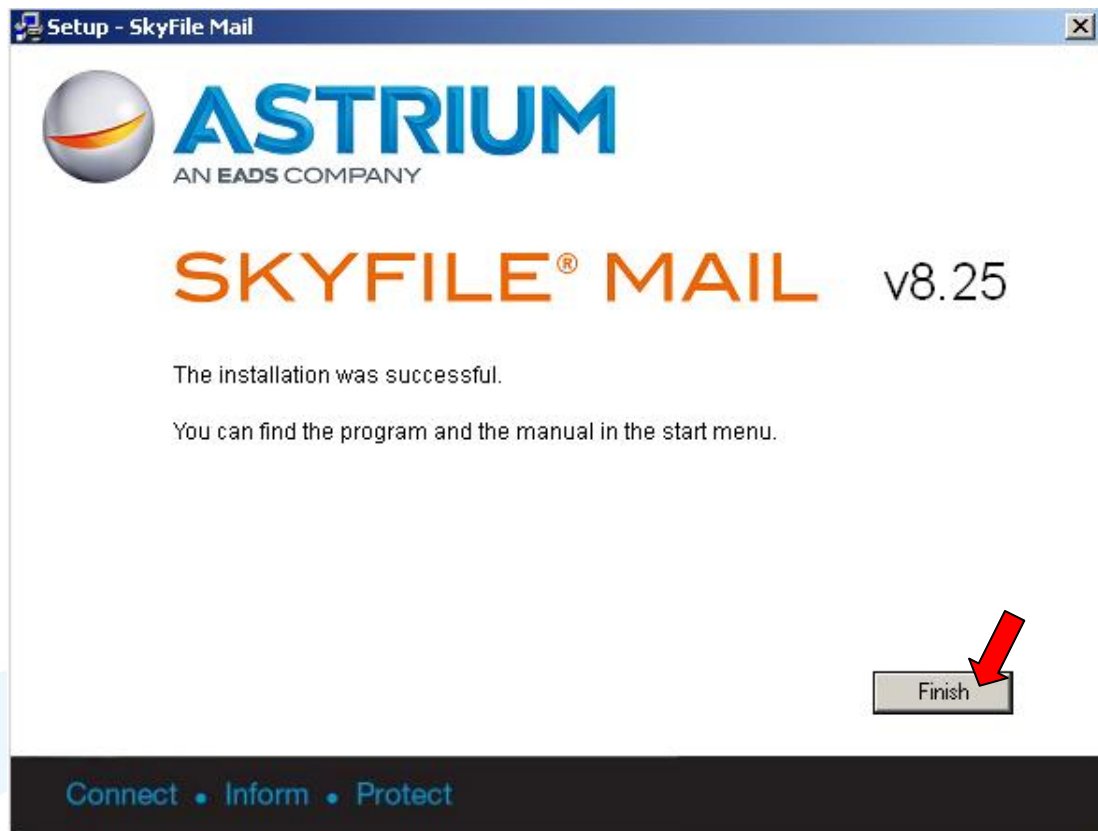 Setup - SkyFile Mail
ASTRIUM
AN EADS COMPANY
SKYFILE® MAIL v8.25
The installation was successful.
You can find the program and the manual in the start menu.
Finish
Connect • Inform • Protect